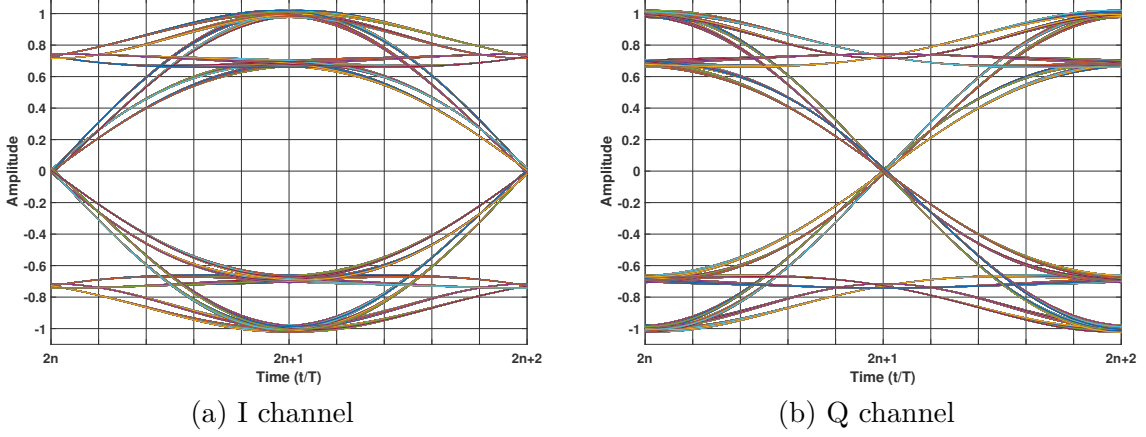 1
0.8
0.6
0.4
0.2
0
-0.2
-0.4
-0.6
-0.8
-1
Amplitude
2n
2n+1
2n+2
Time (t/T)
(a) I channel
1
0.8
0.6
0.4
0.2
0
-0.2
-0.4
-0.6
-0.8
-1
Amplitude
2n
2n+1
2n+2
Time (t/T)
(b) Q channel